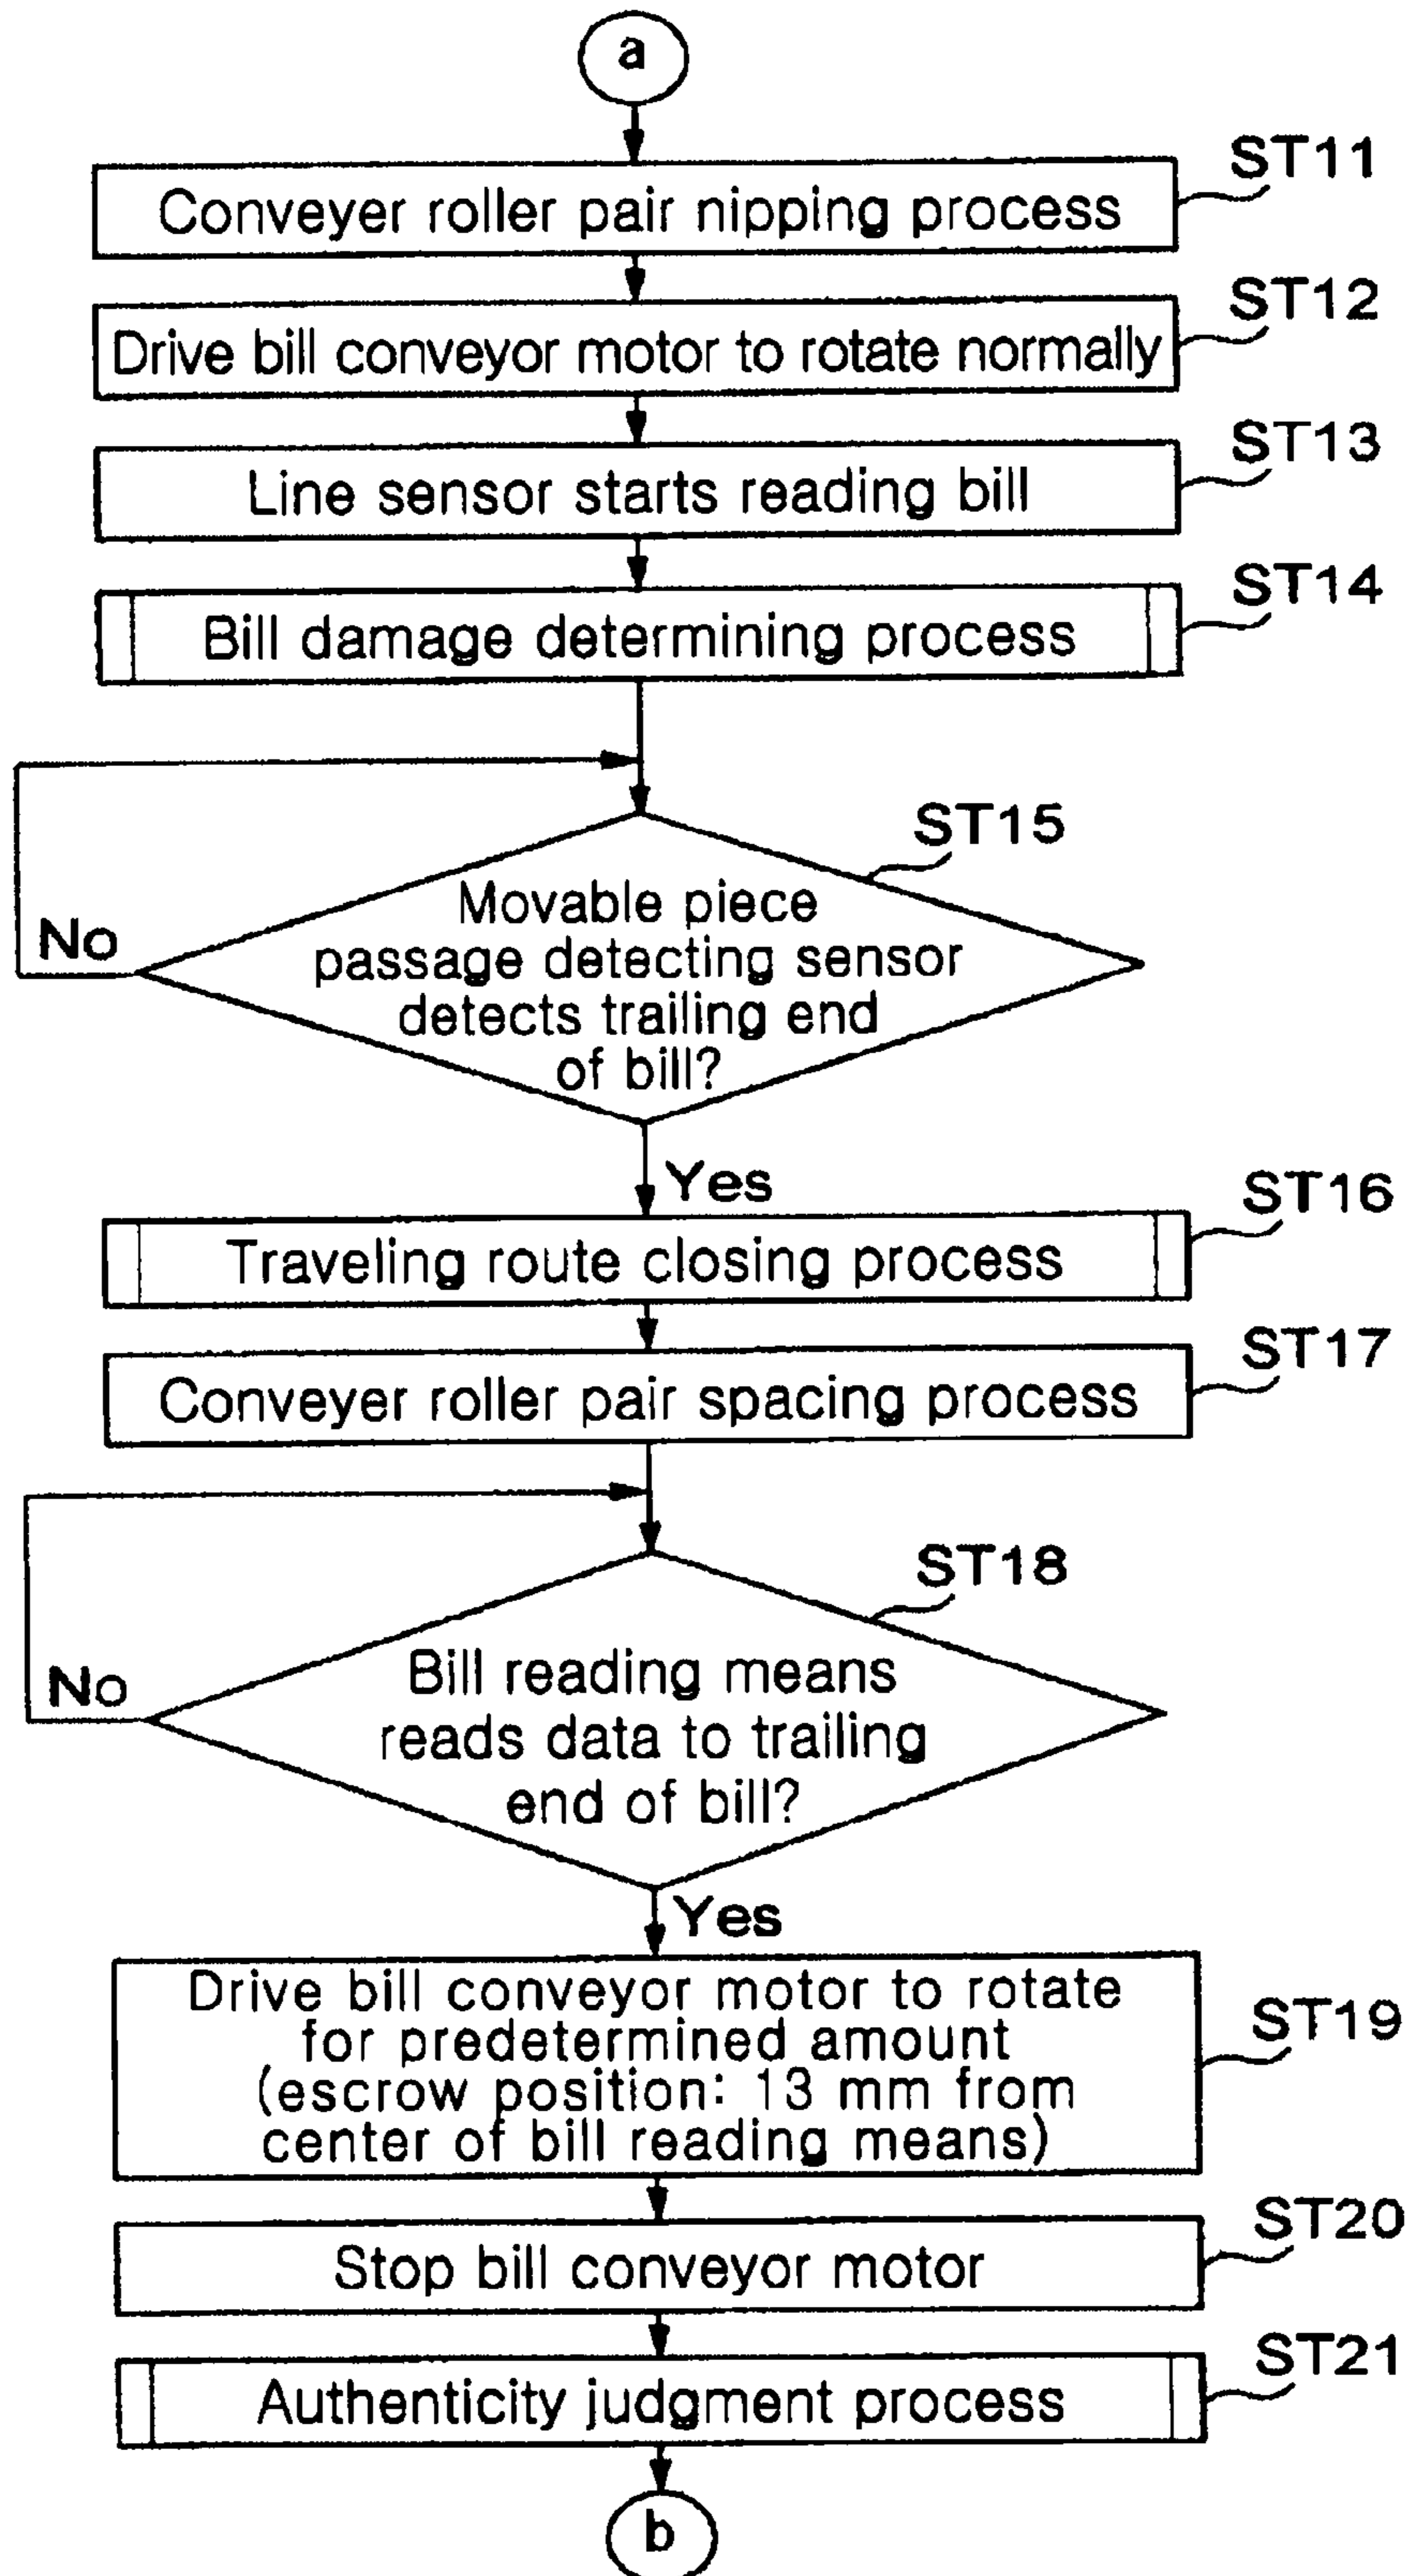 a
ST11
Conveyer roller pair nipping process
ST12
Drive bill conveyor motor to rotate normally
ST13
Line sensor starts reading bill
ST14
Bill damage determining process
ST15
Movable piece
passage detecting sensor
detects trailing end
of bill?
No
Yes
ST16
Traveling route closing process
ST17
Conveyer roller pair spacing process
ST18
Bill reading means
reads data to trailing
end of bill?
No
Yes
ST19
Drive bill conveyor motor to rotate
for predetermined amount
(escrow position: 13 mm from
center of bill reading means)
ST20
Stop bill conveyor motor
ST21
Authenticity judgment process
b